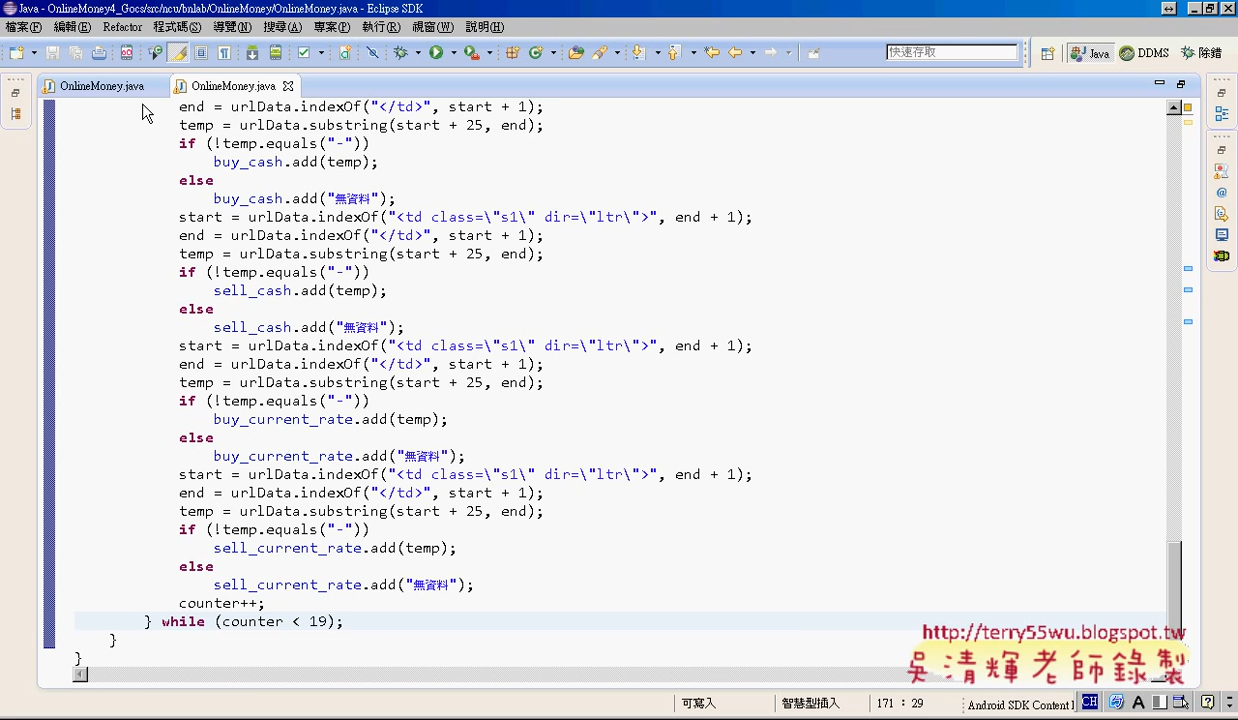 Java - OnlineMoney4_Gocs/src/ncu/bnlab/OnlineMoney/OnlineMoney.java - Eclipse SDK
檔案(F) 編輯(E) Refactor 程式碼(S) 導覽(N) 搜尋(A) 專案(P) 執行(R) 視窗(W) 說明(H)
快速存取 Java DDMS 除錯
OnlineMoney.java OnlineMoney.java
end = urlData.indexOf("</td>", start + 1);
temp = urlData.substring(start + 25, end);
if (!temp.equals("-"))
buy_cash.add(temp);
else
buy_cash.add("無資料");
start = urlData.indexOf("<td class=\"s1\" dir=\"ltr\">", end + 1);
end = urlData.indexOf("</td>", start + 1);
temp = urlData.substring(start + 25, end);
if (!temp.equals("-"))
sell_cash.add(temp);
else
sell_cash.add("無資料");
start = urlData.indexOf("<td class=\"s1\" dir=\"ltr\">", end + 1);
end = urlData.indexOf("</td>", start + 1);
temp = urlData.substring(start + 25, end);
if (!temp.equals("-"))
buy_current_rate.add(temp);
else
buy_current_rate.add("無資料");
start = urlData.indexOf("<td class=\"s1\" dir=\"ltr\">", end + 1);
end = urlData.indexOf("</td>", start + 1);
temp = urlData.substring(start + 25, end);
if (!temp.equals("-"))
sell_current_rate.add(temp);
else
sell_current_rate.add("無資料");
counter++;
} while (counter < 19);
}
}
http://terry55wu.blogspot.tw
吳清輝老師錄製
可寫入 智慧型插入 171 : 29 Android SDK Content CH A